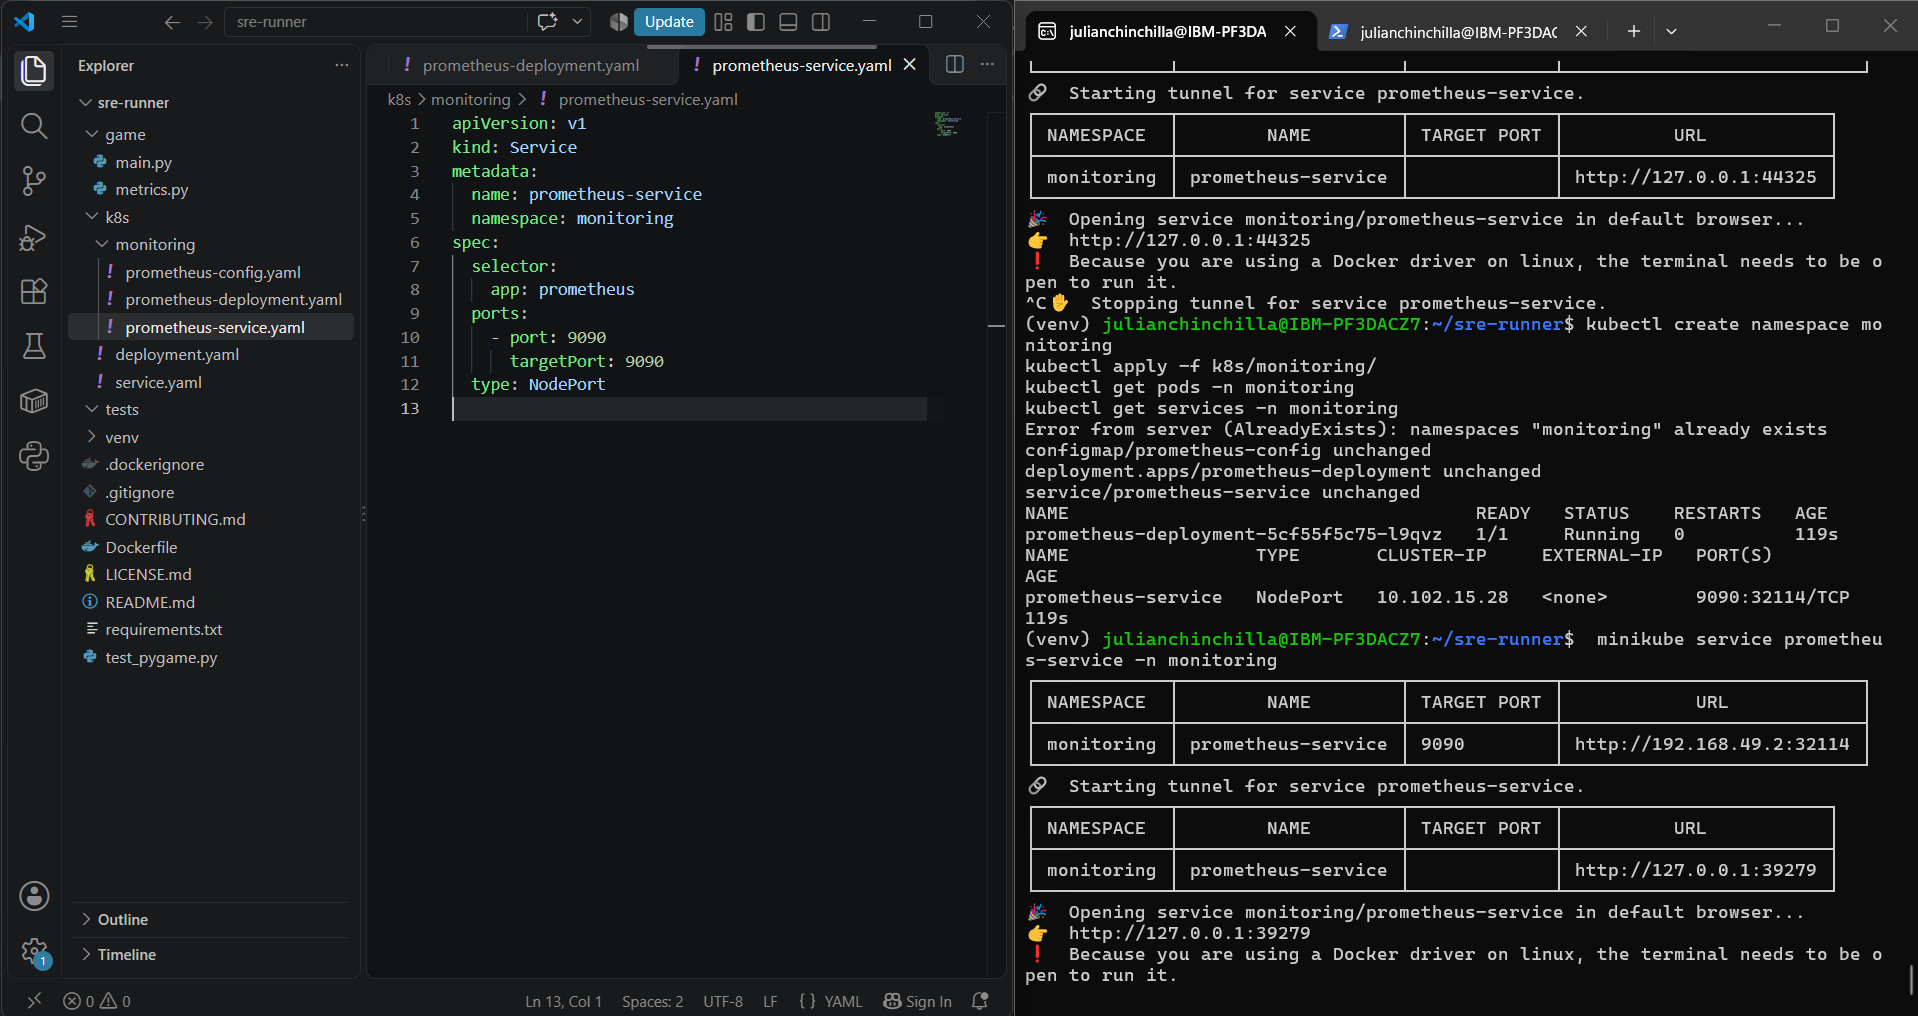 sre-runner
Update
Explorer
sre-runner
game
main.py
metrics.py
k8s
monitoring
prometheus-config.yaml
prometheus-deployment.yaml
prometheus-service.yaml
deployment.yaml
service.yaml
tests
venv
.dockerignore
.gitignore
CONTRIBUTING.md
Dockerfile
LICENSE.md
README.md
requirements.txt
test_pygame.py
Outline
Timeline
1
prometheus-deployment.yaml
prometheus-service.yaml
k8s > monitoring > ! prometheus-service.yaml
1 apiVersion: v1
2 kind: Service
3 metadata:
4   name: prometheus-service
5   namespace: monitoring
6 spec:
7   selector:
8     app: prometheus
9   ports:
10     - port: 9090
11       targetPort: 9090
12   type: NodePort
13
0 0
Ln 13, Col 1 Spaces: 2 UTF-8 LF {} YAML Sign In
julianchinchilla@IBM-PF3DA
julianchinchilla@IBM-PF3DAC
🔗  Starting tunnel for service prometheus-service.
NAMESPACE NAME TARGET PORT URL
monitoring prometheus-service http://127.0.0.1:44325
🎉  Opening service monitoring/prometheus-service in default browser...
👉  http://127.0.0.1:44325
❗  Because you are using a Docker driver on linux, the terminal needs to be o
pen to run it.
^C✋  Stopping tunnel for service prometheus-service.
(venv) julianchinchilla@IBM-PF3DACZ7:~/sre-runner$ kubectl create namespace mo
nitoring
kubectl apply -f k8s/monitoring/
kubectl get pods -n monitoring
kubectl get services -n monitoring
Error from server (AlreadyExists): namespaces "monitoring" already exists
configmap/prometheus-config unchanged
deployment.apps/prometheus-deployment unchanged
service/prometheus-service unchanged
NAME READY STATUS RESTARTS AGE
prometheus-deployment-5cf55f5c75-l9qvz 1/1 Running 0 119s
NAME TYPE CLUSTER-IP EXTERNAL-IP PORT(S)
AGE
prometheus-service NodePort 10.102.15.28 <none> 9090:32114/TCP
119s
(venv) julianchinchilla@IBM-PF3DACZ7:~/sre-runner$  minikube service prometheu
s-service -n monitoring
NAMESPACE NAME TARGET PORT URL
monitoring prometheus-service 9090 http://192.168.49.2:32114
🔗  Starting tunnel for service prometheus-service.
NAMESPACE NAME TARGET PORT URL
monitoring prometheus-service http://127.0.0.1:39279
🎉  Opening service monitoring/prometheus-service in default browser...
👉  http://127.0.0.1:39279
❗  Because you are using a Docker driver on linux, the terminal needs to be o
pen to run it.